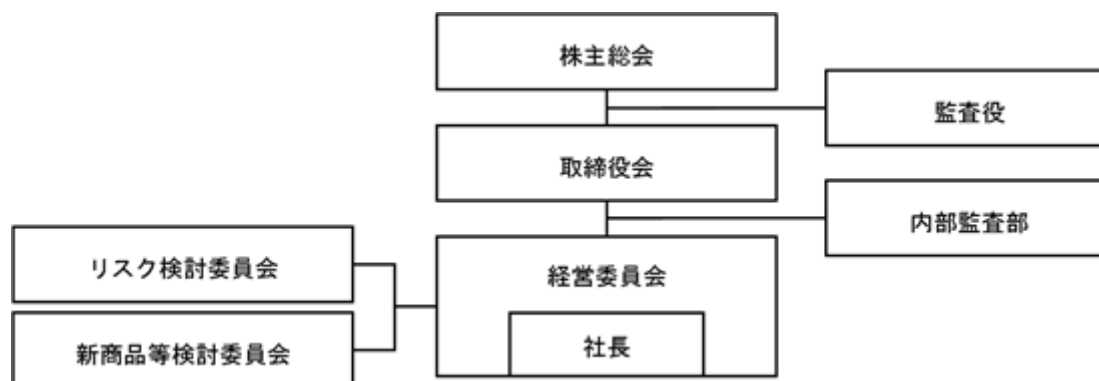 株主総会
監査役
取締役会
内部監査部
リスク検討委員会
経営委員会
新商品等検討委員会
社長